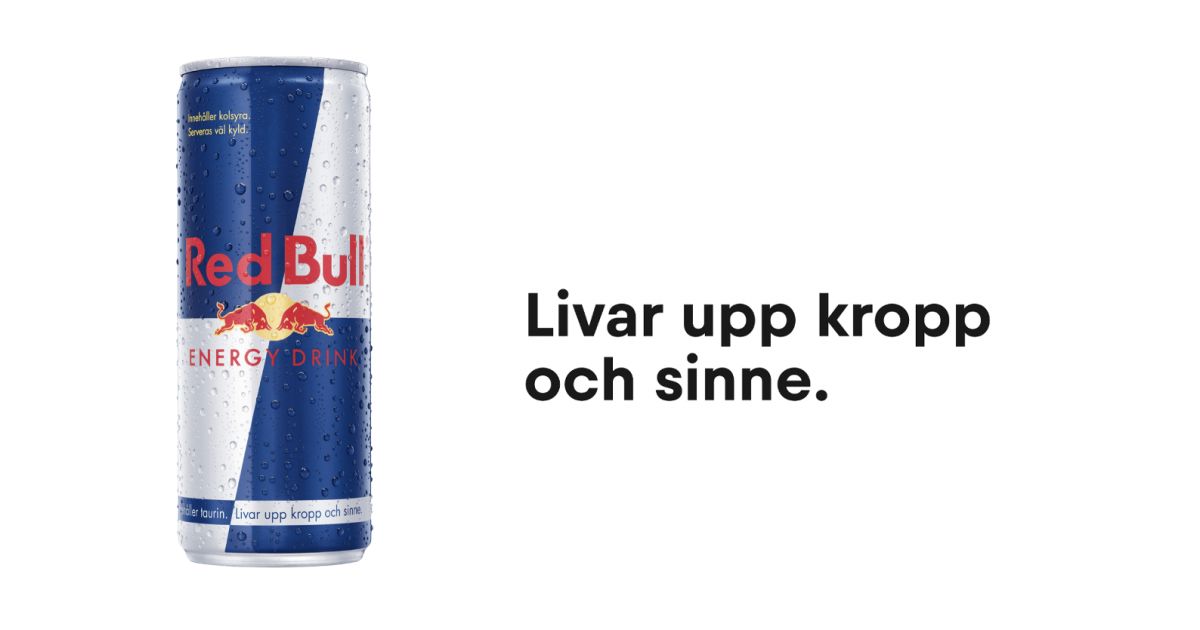 Innehåller kolsyra.
Serveras väl kyld.
Red Bull
ENERGY DRINK
taurin. Livar upp kropp och sinne.
Livar upp kropp
och sinne.